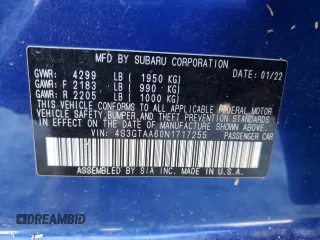 MFD BY SUBARU CORPORATION DATE: 01/22
GVWR: 4299 LB ( 1950 KG)
GAWR: F 2183 LB ( 990 KG)
GAWR: R 2205 LB ( 1000 KG)
THIS VEHICLE CONFORMS TO ALL APPLICABLE FEDERAL MOTOR
VEHICLE SAFETY, BUMPER, AND THEFT PREVENTION STANDARDS
IN EFFECT ON THE DATE OF MANUFACTURE SHOWN ABOVE.
VIN: 4S3GTAA60N1717255 PASSENGER CAR
ASSEMBLED BY SIA INC. MADE IN U.S.A.
DREAMBID